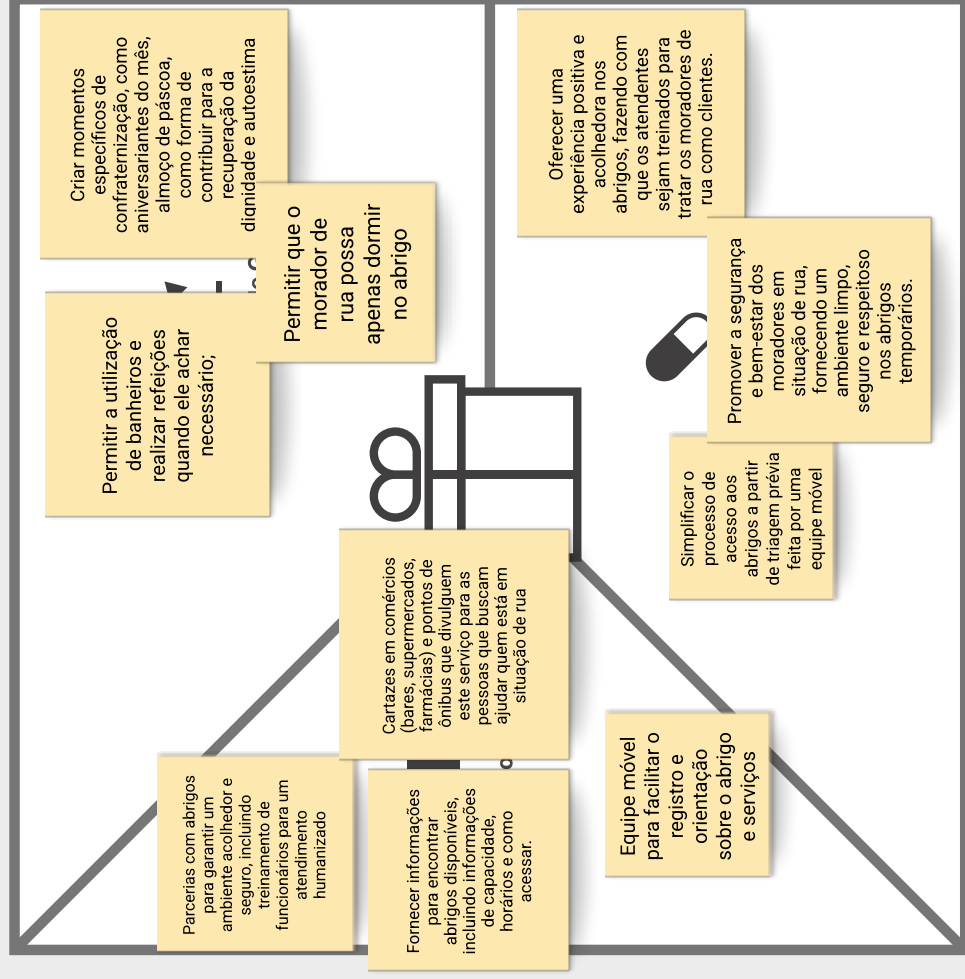 Permitir a utilização
de banheiros e
realizar refeições
quando ele achar
necessário;
Criar momentos
específicos de
confraternização, como
aniversariantes do mês,
almoço de páscoa,
como forma de
contribuir para a
recuperação da
dignidade e autoestima
Permitir que o
morador de
rua possa
apenas dormir
no abrigo
Parcerias com abrigos
para garantir um
ambiente acolhedor e
seguro, incluindo
treinamento de
funcionários para um
atendimento
humanizado
Fornecer informações
para encontrar
abrigos disponíveis,
incluindo informações
de capacidade,
horários e como
acessar.
Cartazes em comércios
(bares, supermercados,
farmácias) e pontos de
ônibus que divulguem
este serviço para as
pessoas que buscam
ajudar quem está em
situação de rua
Oferecer uma
experiência positiva e
acolhedora nos
abrigos, fazendo com
que os atendentes
sejam treinados para
tratar os moradores de
rua como clientes.
Equipe móvel
para facilitar o
registro e
orientação
sobre o abrigo
e serviços
Simplificar o
processo de
acesso aos
abrigos a partir
de triagem prévia
feita por uma
equipe móvel
Promover a segurança
e bem-estar dos
moradores em
situação de rua,
fornecendo um
ambiente limpo,
seguro e respeitoso
nos abrigos
temporários.